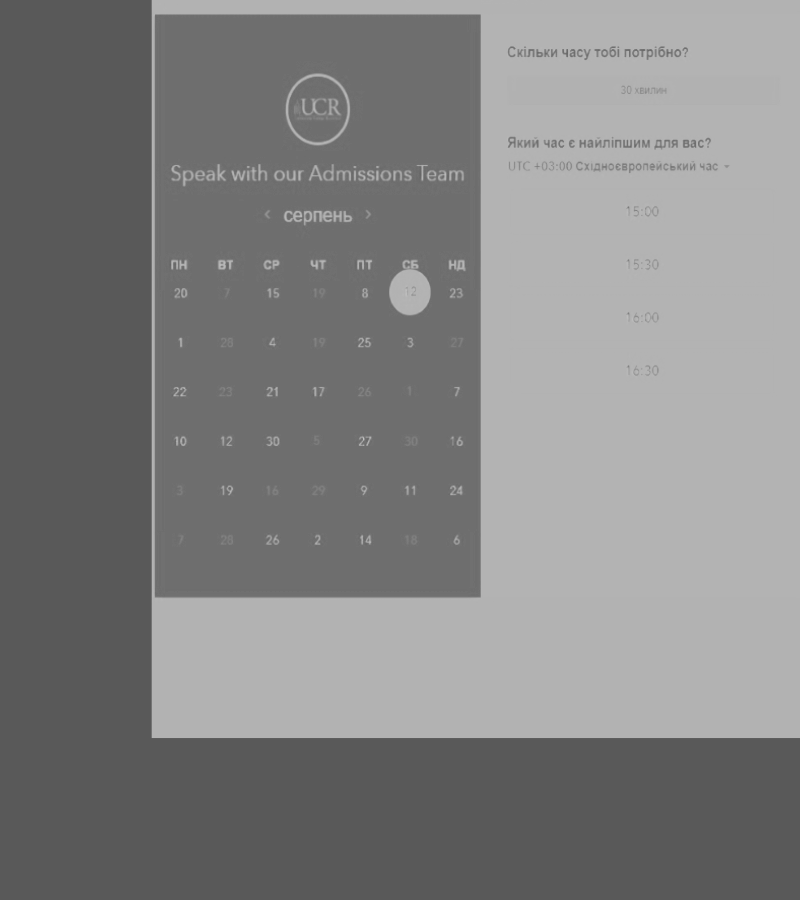 UCR
Speak with our Admissions Team
‹ серпень ›
ПН ВТ СР ЧТ ПТ СБ НД
20 7 15 19 8 12 23
1 28 4 19 25 3 27
22 23 21 17 26 1 7
10 12 30 5 27 30 16
3 19 16 29 9 11 24
7 28 26 2 14 18 6
Скільки часу тобі потрібно?
30 хвилин
Який час є найліпшим для вас?
UTC +03:00 Східноєвропейський час
15:00
15:30
16:00
16:30